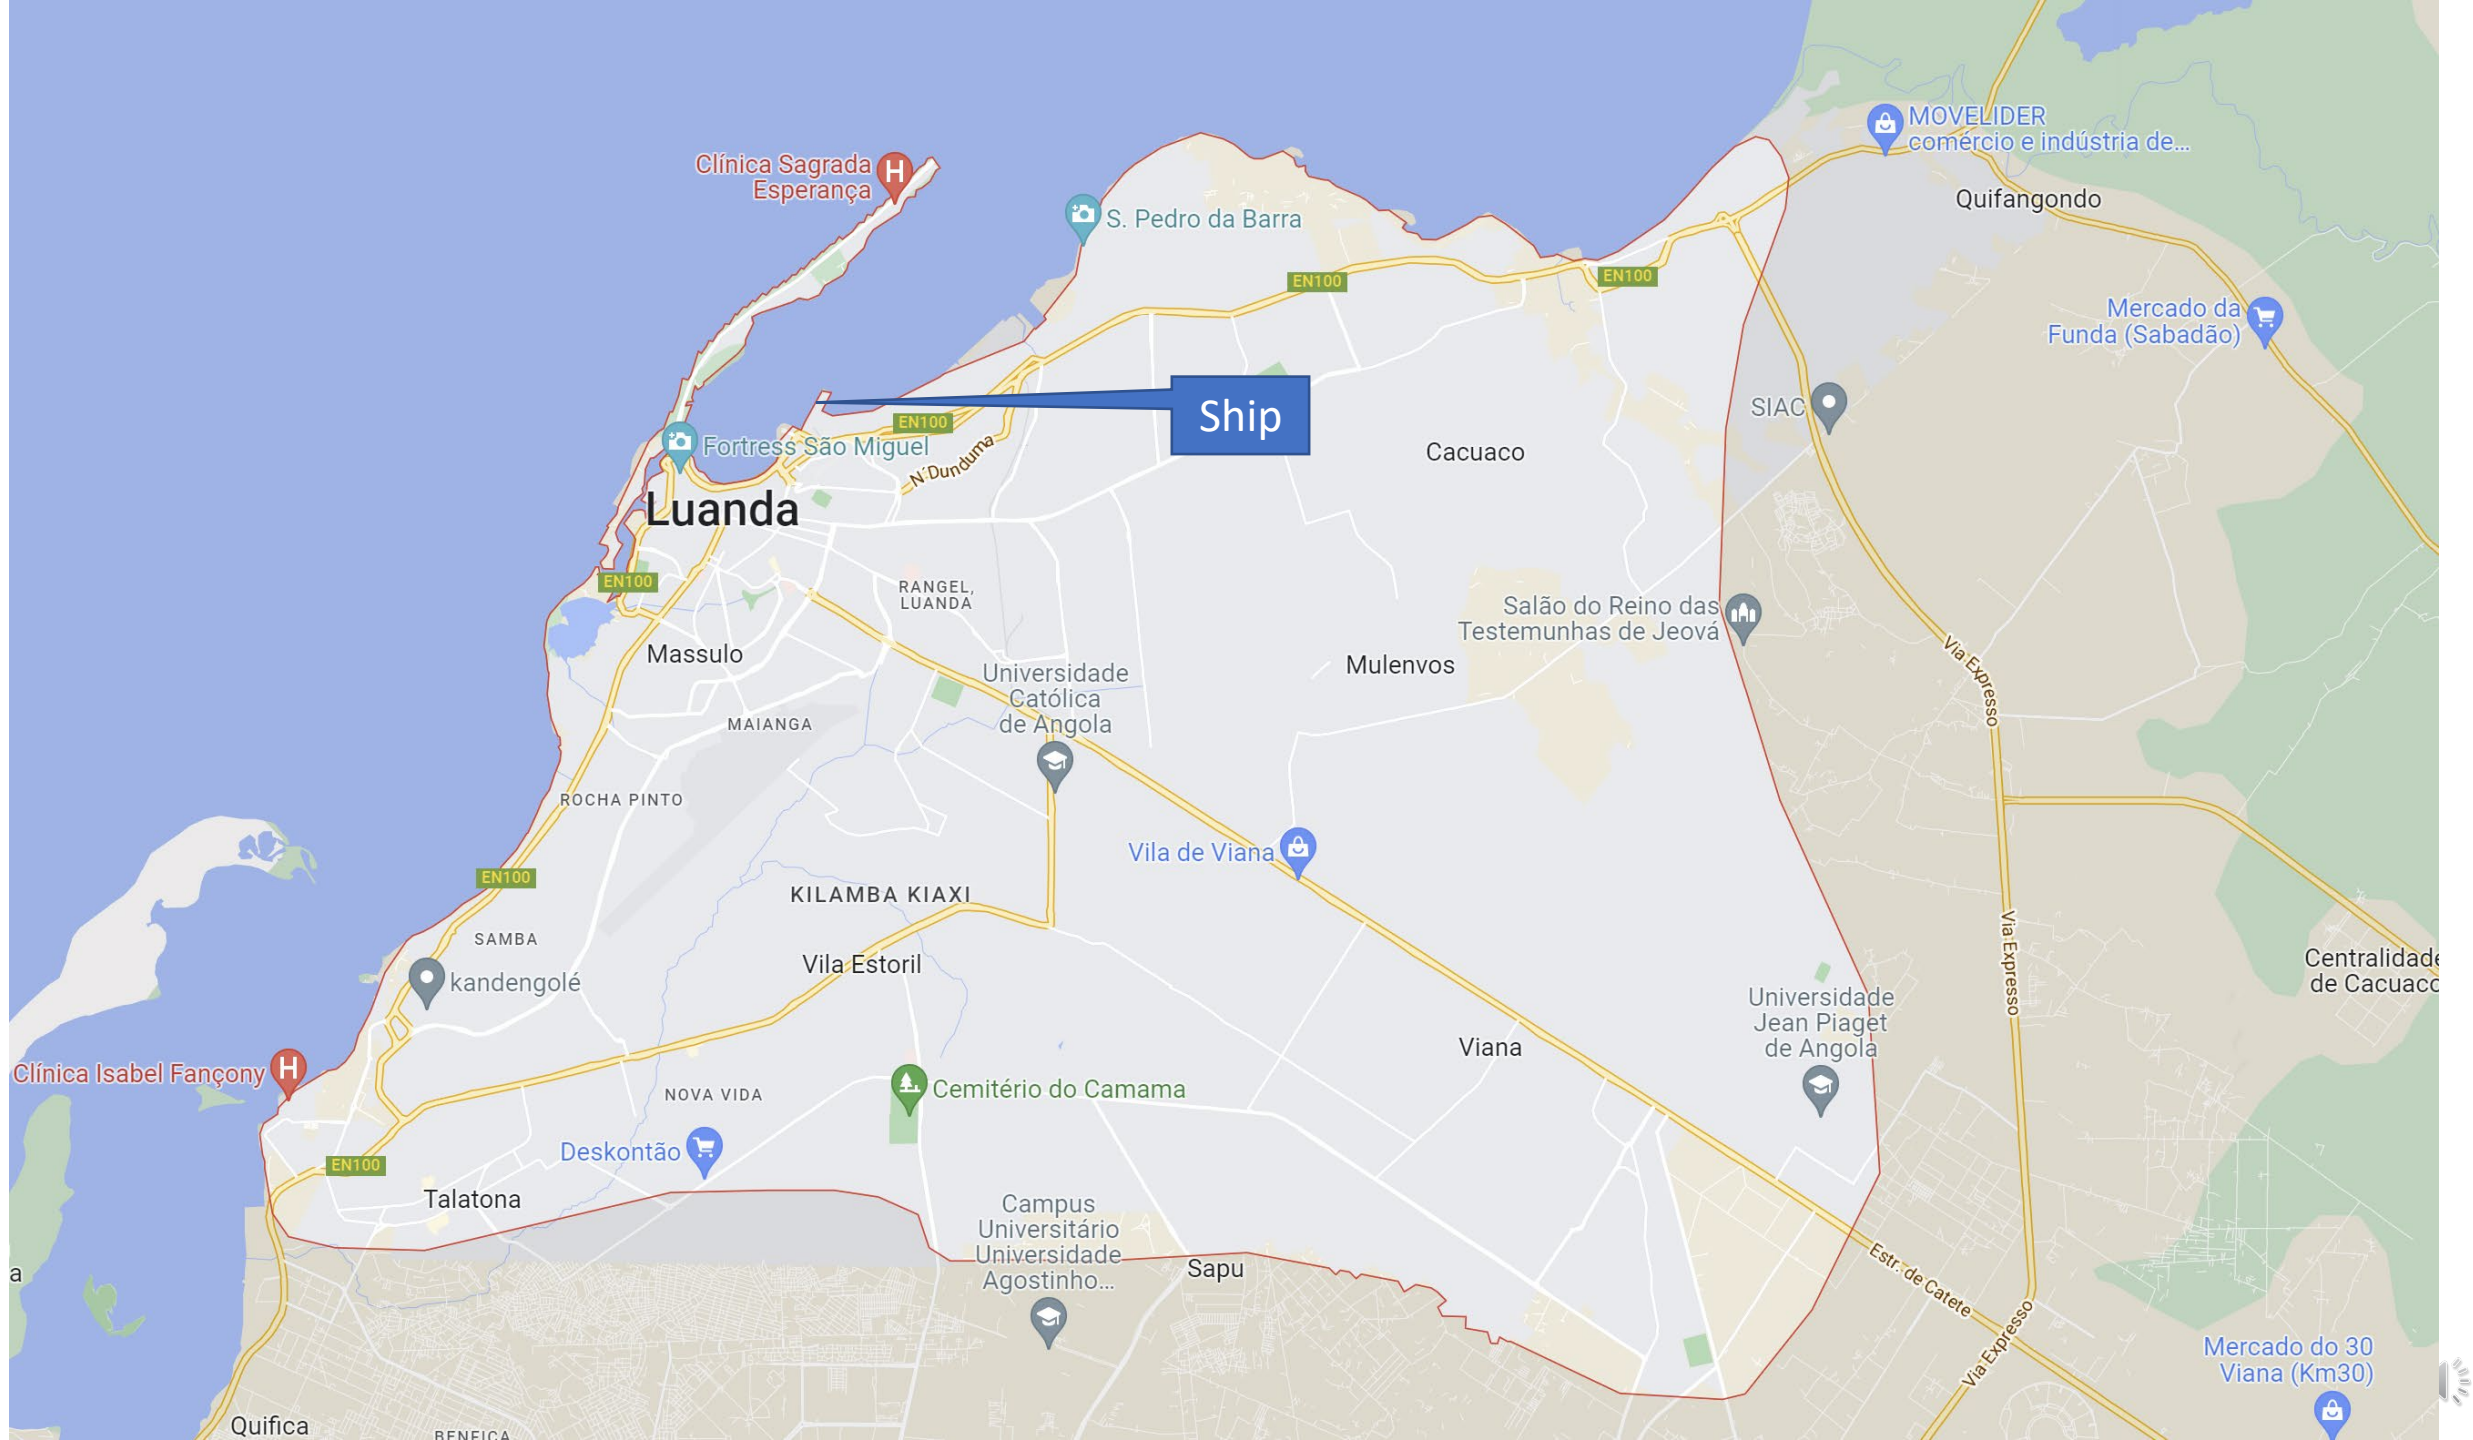 MOVELIDER
comércio e indústria de...
Clínica Sagrada
Esperança
Quifangondo
S. Pedro da Barra
EN100
EN100
Mercado da
Funda (Sabadão)
SIAC
Ship
EN100
Fortress São Miguel
N´Dunduma
Cacuaco
Luanda
EN100
RANGEL,
LUANDA
Salão do Reino das
Testemunhas de Jeová
Massulo
Mulenvos
Via Expresso
Universidade
Católica
de Angola
MAIANGA
ROCHA PINTO
Vila de Viana
EN100
KILAMBA KIAXI
SAMBA
Vila Estoril
Via Expresso
Centralidade
de Cacuaco
kandengolé
Universidade
Jean Piaget
de Angola
Viana
Clínica Isabel Fançony
NOVA VIDA
Cemitério do Camama
Deskontão
EN100
Talatona
Campus
Universitário
Universidade
Agostinho...
Sapu
a
Estr. de Catete
Via Expresso
Mercado do 30
Viana (Km30)
Quifica
BENFICA